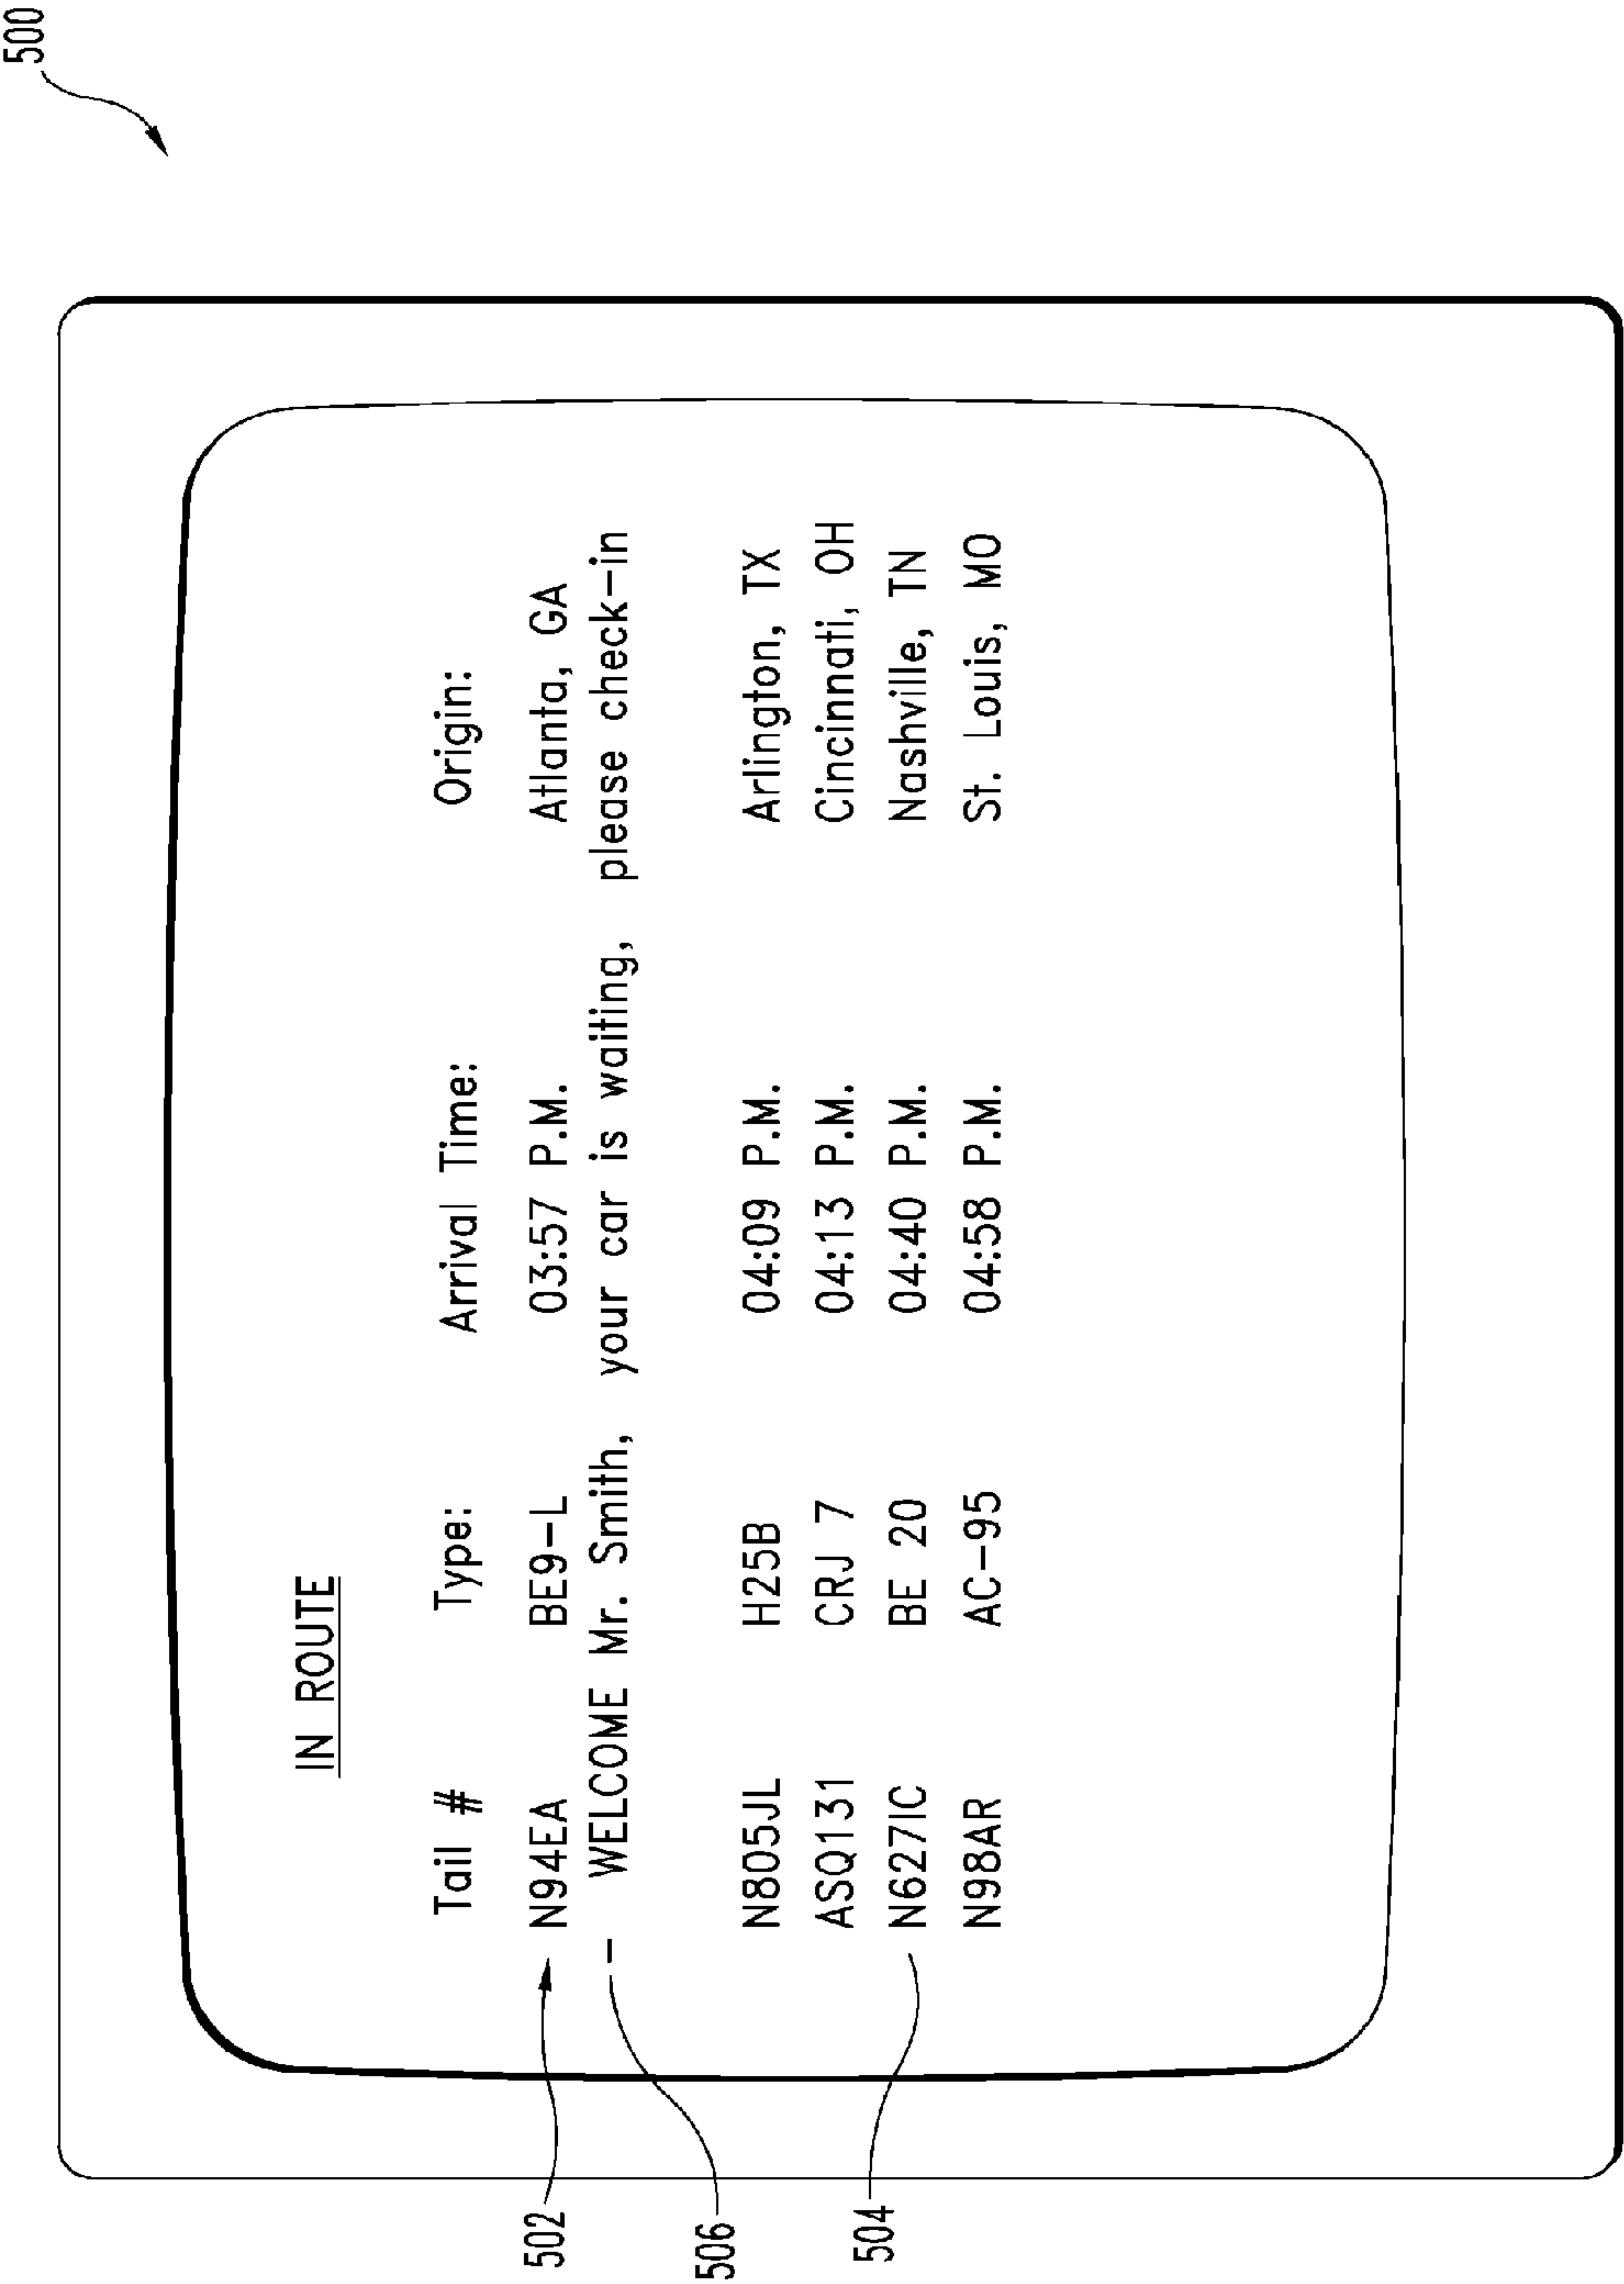 500
IN ROUTE
Tail # Type: Arrival Time: Origin:
502 N94EA BE9-L 03:57 P.M. Atlanta, GA
506 - WELCOME Mr. Smith, your car is waiting, please check-in
N805JL H25B 04:09 P.M. Arlington, TX
ASQ131 CRJ 7 04:13 P.M. Cincinnati, OH
504 N627IC BE 20 04:40 P.M. Nashville, TN
N98AR AC-95 04:58 P.M. St. Louis, MO